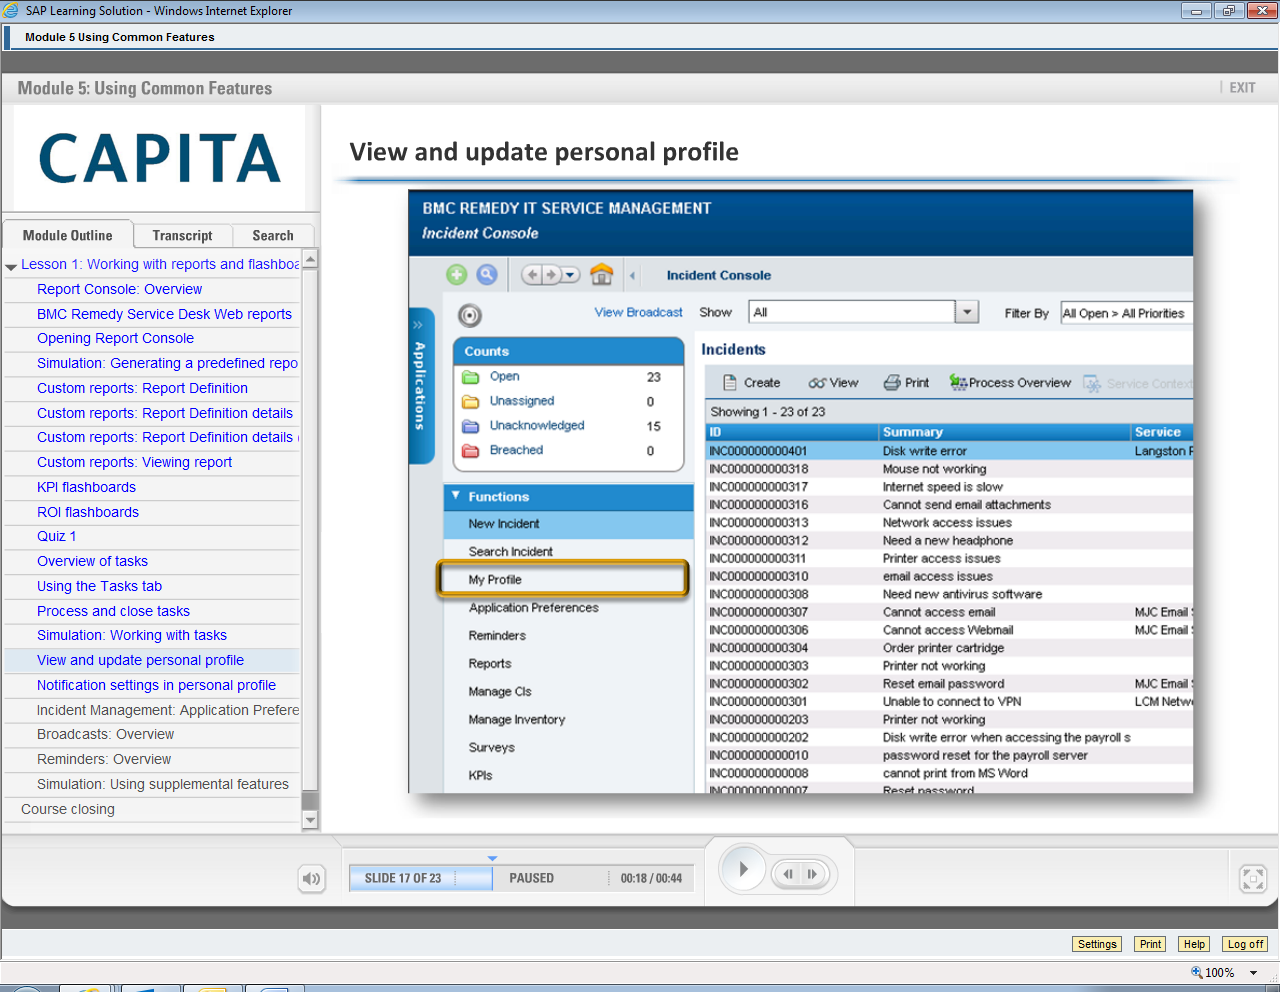 SAP Learning Solution - Windows Internet Explorer
Module 5 Using Common Features
Module 5: Using Common Features
EXIT
CAPITA
Module Outline
Transcript
Search
Lesson 1: Working with reports and flashboa
Report Console: Overview
BMC Remedy Service Desk Web reports
Opening Report Console
Simulation: Generating a predefined repo
Custom reports: Report Definition
Custom reports: Report Definition details
Custom reports: Report Definition details (
Custom reports: Viewing report
KPI flashboards
ROI flashboards
Quiz 1
Overview of tasks
Using the Tasks tab
Process and close tasks
Simulation: Working with tasks
View and update personal profile
Notification settings in personal profile
Incident Management: Application Prefere
Broadcasts: Overview
Reminders: Overview
Simulation: Using supplemental features
Course closing
View and update personal profile
BMC REMEDY IT SERVICE MANAGEMENT
Incident Console
Incident Console
Applications
View Broadcast
Show All
Filter By All Open > All Priorities
Counts
Open 23
Unassigned 0
Unacknowledged 15
Breached 0
Functions
New Incident
Search Incident
My Profile
Application Preferences
Reminders
Reports
Manage CIs
Manage Inventory
Surveys
KPIs
Incidents
Create View Print Process Overview Service Context
Showing 1 - 23 of 23
ID Summary Service
INC000000000401 Disk write error Langston F
INC000000000318 Mouse not working
INC000000000317 Internet speed is slow
INC000000000316 Cannot send email attachments
INC000000000313 Network access issues
INC000000000312 Need a new headphone
INC000000000311 Printer access issues
INC000000000310 email access issues
INC000000000308 Need new antivirus software
INC000000000307 Cannot access email MJC Email S
INC000000000306 Cannot access Webmail MJC Email S
INC000000000304 Order printer cartridge
INC000000000303 Printer not working
INC000000000302 Reset email password MJC Email S
INC000000000301 Unable to connect to VPN LCM Netw
INC000000000203 Printer not working
INC000000000202 Disk write error when accessing the payroll s
INC000000000010 password reset for the payroll server
INC000000000008 cannot print from MS Word
INC000000000007 Reset password
SLIDE 17 OF 23
PAUSED
00:18 / 00:44
Settings
Print
Help
Log off
100%